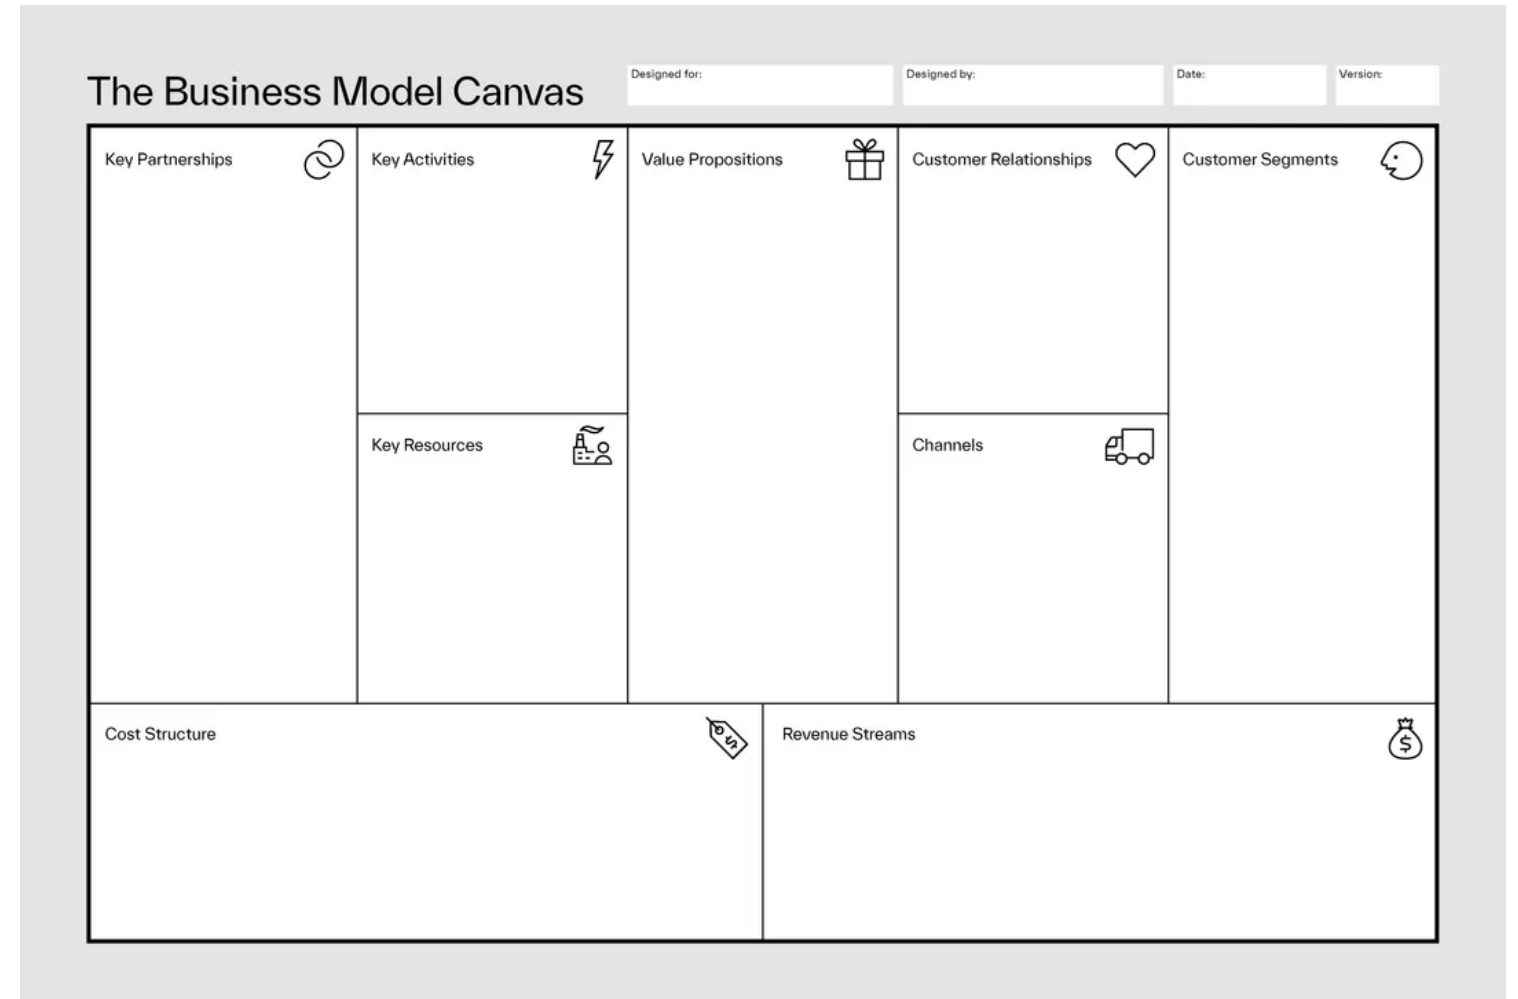 The Business Model Canvas
Designed for:
Designed by:
Date:
Version:
Key Partnerships
Key Activities
Value Propositions
Customer Relationships
Customer Segments
Key Resources
Channels
Cost Structure
$
Revenue Streams
$